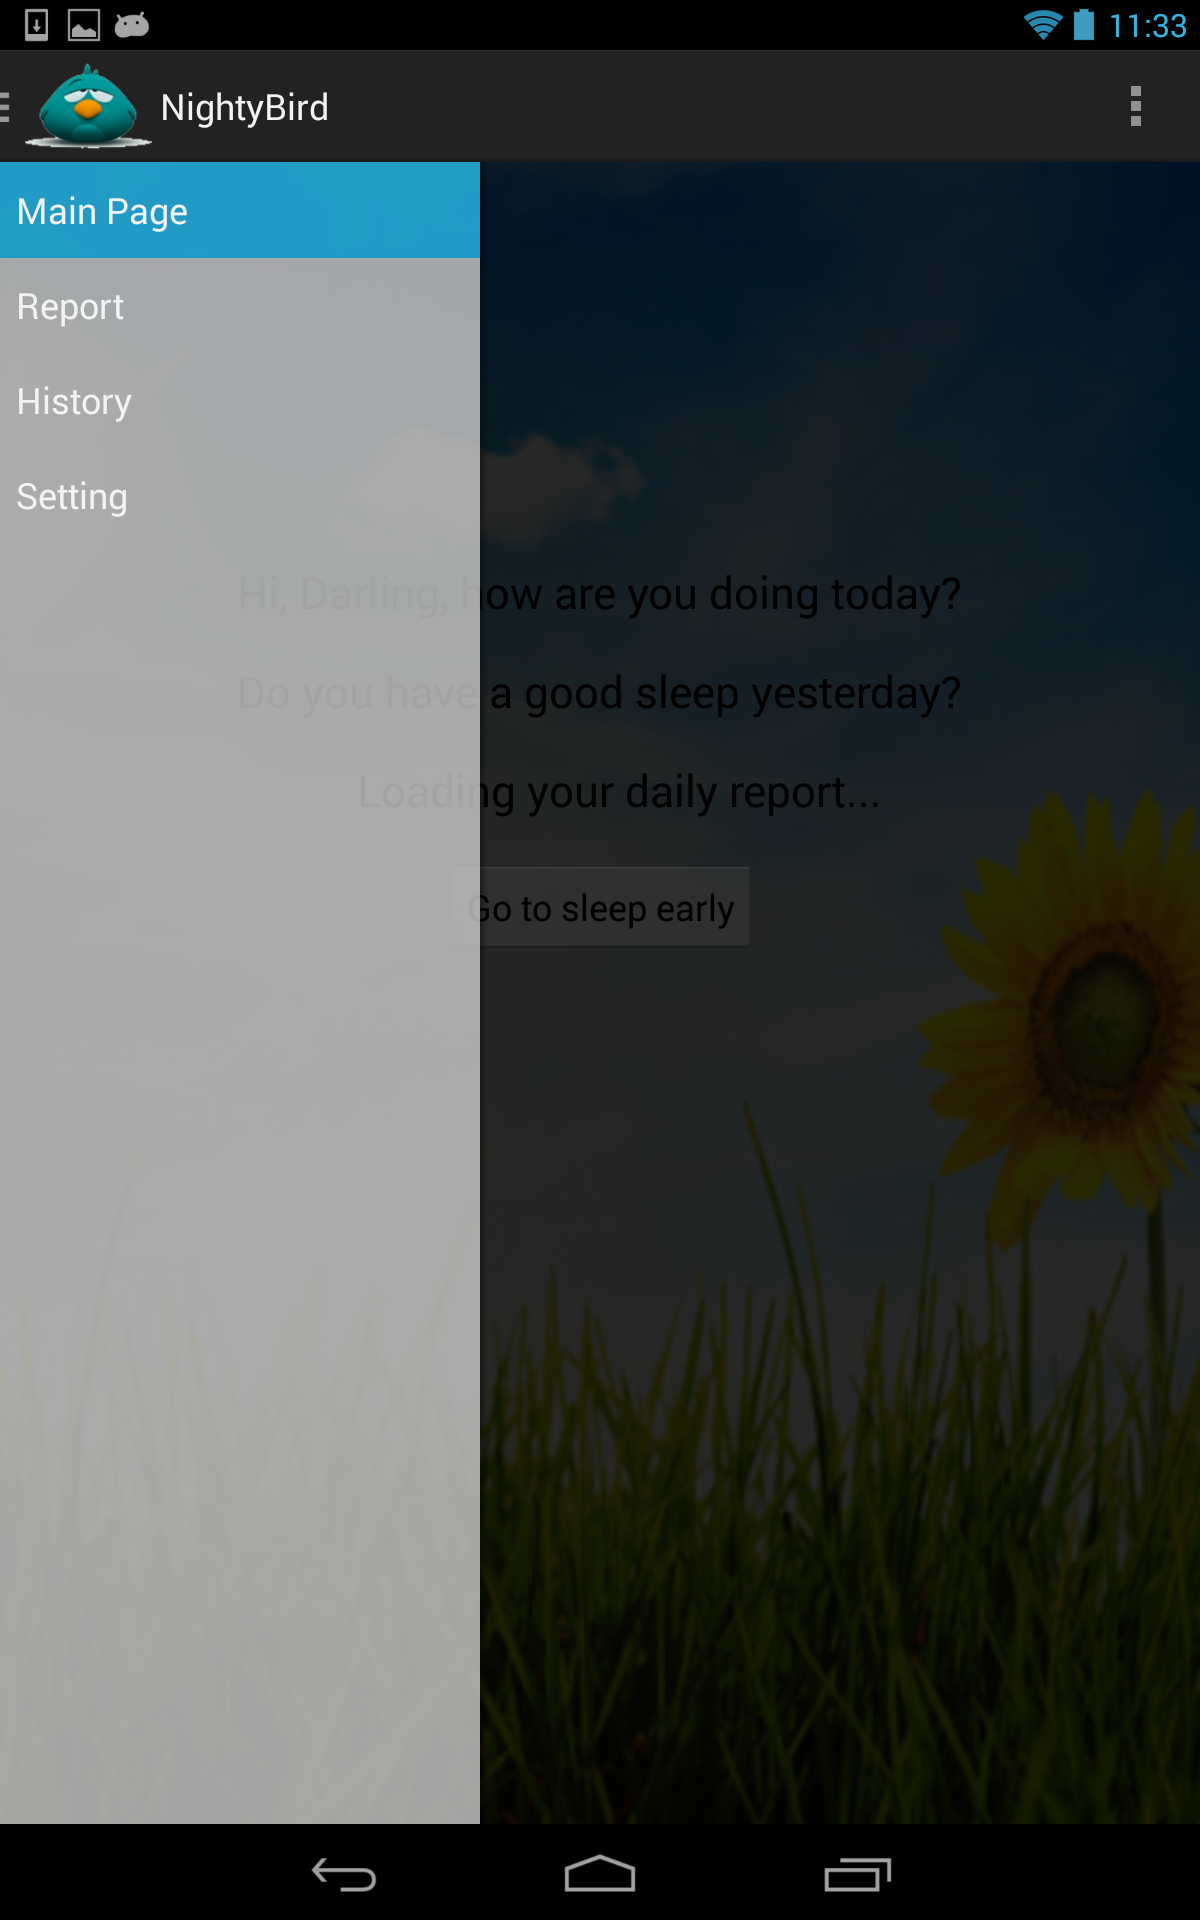 11:33
NightyBird
Main Page
Report
History
Setting
Hi, Darling, how are you doing today?
Do you have a good sleep yesterday?
Loading your daily report...
Go to sleep early